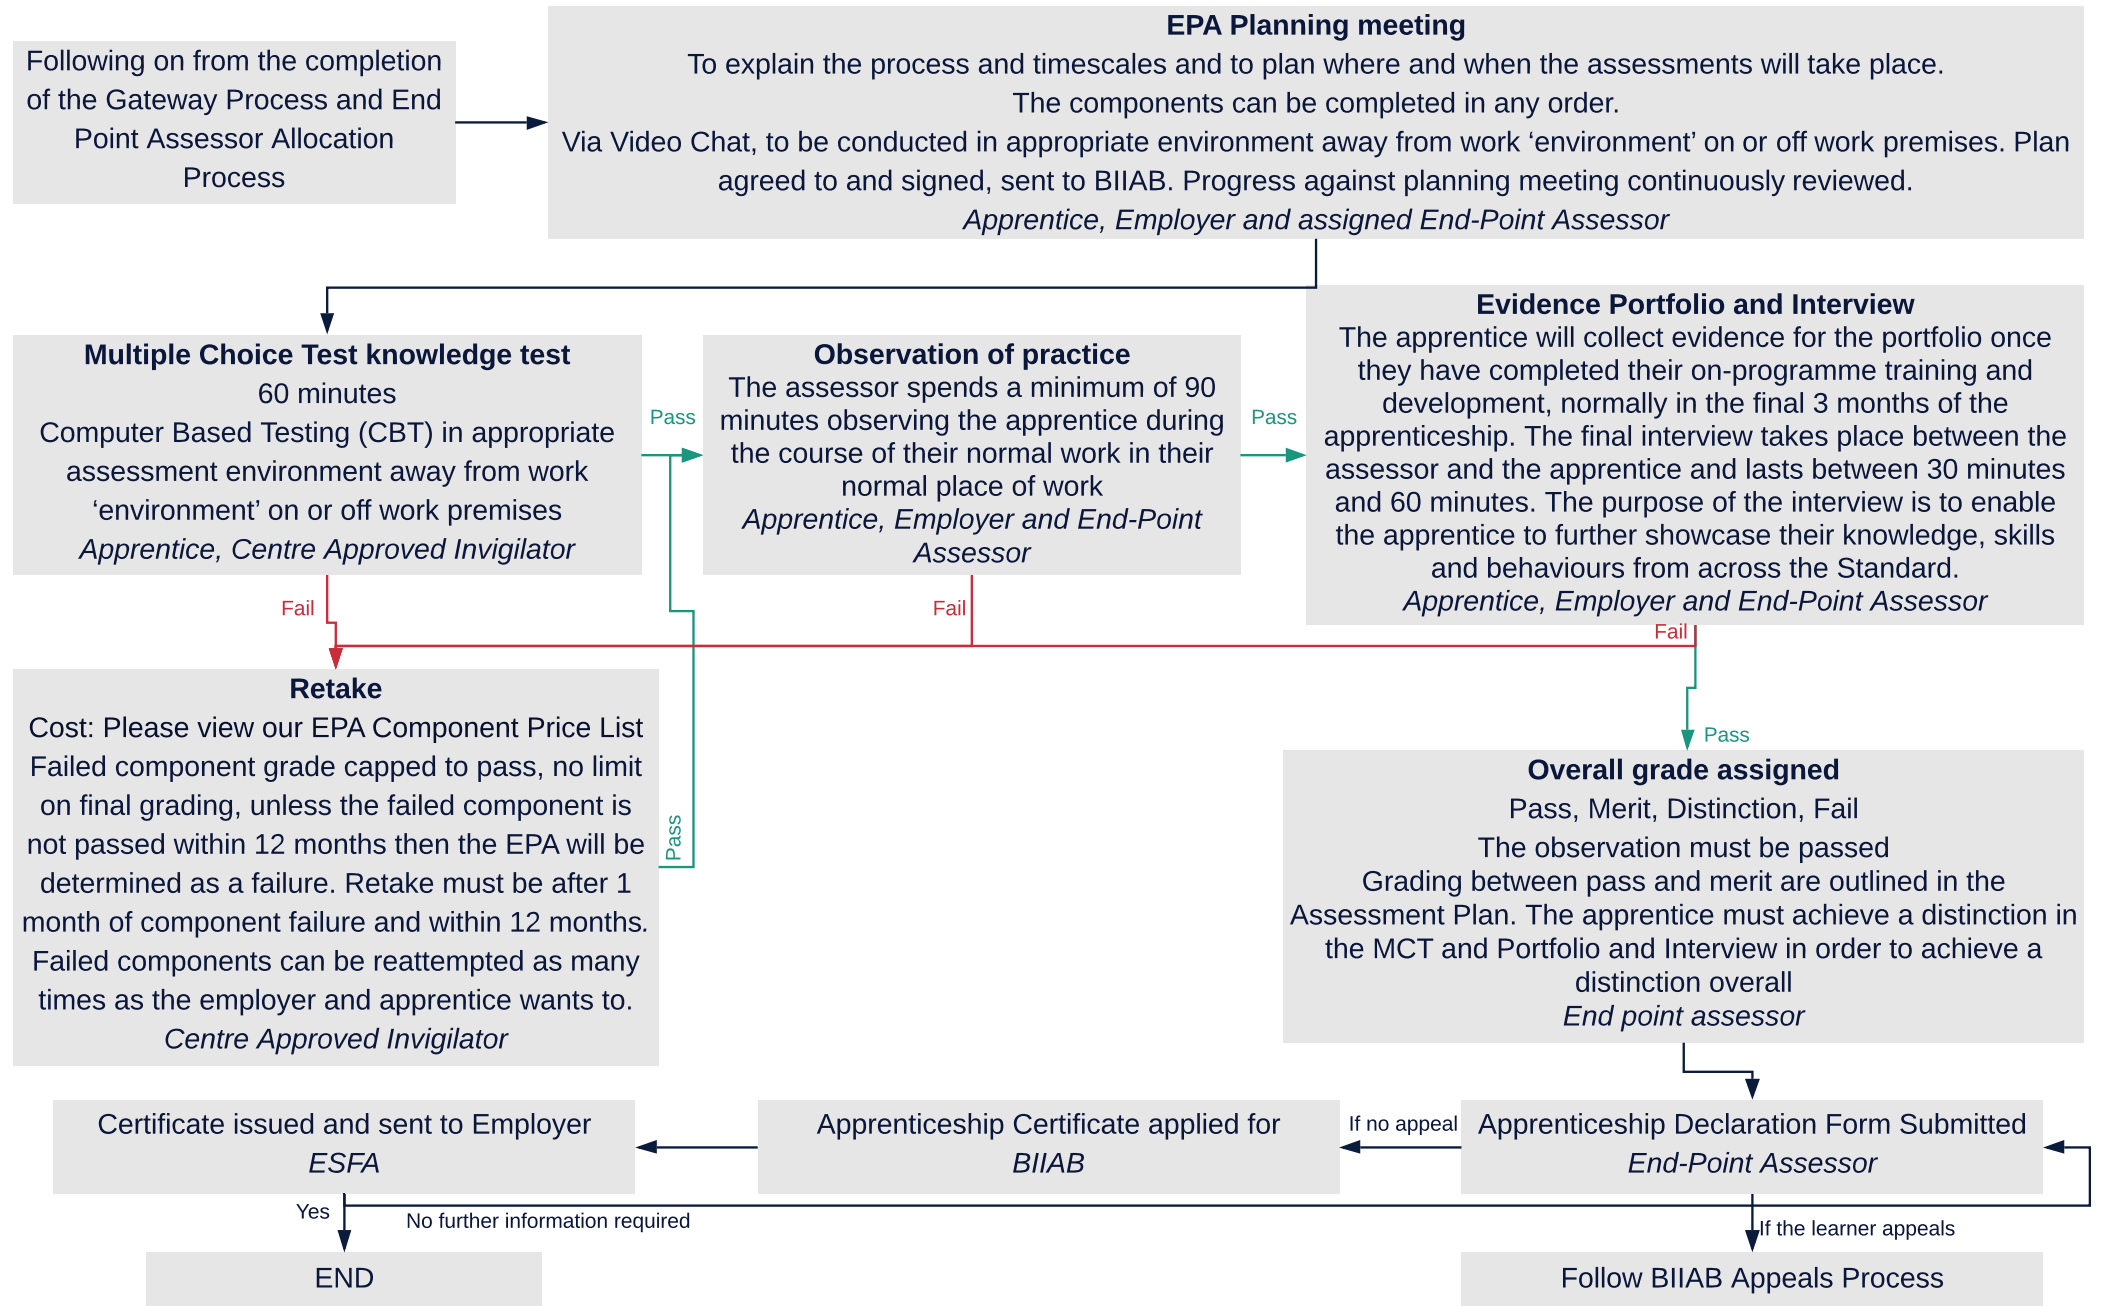 Following on from the completion
of the Gateway Process and End
Point Assessor Allocation
Process
EPA Planning meeting
To explain the process and timescales and to plan where and when the assessments will take place.
The components can be completed in any order.
Via Video Chat, to be conducted in appropriate environment away from work ‘environment’ on or off work premises. Plan
agreed to and signed, sent to BIIAB. Progress against planning meeting continuously reviewed.
Apprentice, Employer and assigned End-Point Assessor
Multiple Choice Test knowledge test
60 minutes
Computer Based Testing (CBT) in appropriate
assessment environment away from work
‘environment’ on or off work premises
Apprentice, Centre Approved Invigilator
Pass
Observation of practice
The assessor spends a minimum of 90
minutes observing the apprentice during
the course of their normal work in their
normal place of work
Apprentice, Employer and End-Point
Assessor
Pass
Evidence Portfolio and Interview
The apprentice will collect evidence for the portfolio once
they have completed their on-programme training and
development, normally in the final 3 months of the
apprenticeship. The final interview takes place between the
assessor and the apprentice and lasts between 30 minutes
and 60 minutes. The purpose of the interview is to enable
the apprentice to further showcase their knowledge, skills
and behaviours from across the Standard.
Apprentice, Employer and End-Point Assessor
Fail
Fail
Fail
Retake
Cost: Please view our EPA Component Price List
Failed component grade capped to pass, no limit
on final grading, unless the failed component is
not passed within 12 months then the EPA will be
determined as a failure. Retake must be after 1
month of component failure and within 12 months.
Failed components can be reattempted as many
times as the employer and apprentice wants to.
Centre Approved Invigilator
Pass
Pass
Overall grade assigned
Pass, Merit, Distinction, Fail
The observation must be passed
Grading between pass and merit are outlined in the
Assessment Plan. The apprentice must achieve a distinction in
the MCT and Portfolio and Interview in order to achieve a
distinction overall
End point assessor
Certificate issued and sent to Employer
ESFA
Apprenticeship Certificate applied for
BIIAB
If no appeal
Apprenticeship Declaration Form Submitted
End-Point Assessor
Yes
No further information required
If the learner appeals
END
Follow BIIAB Appeals Process